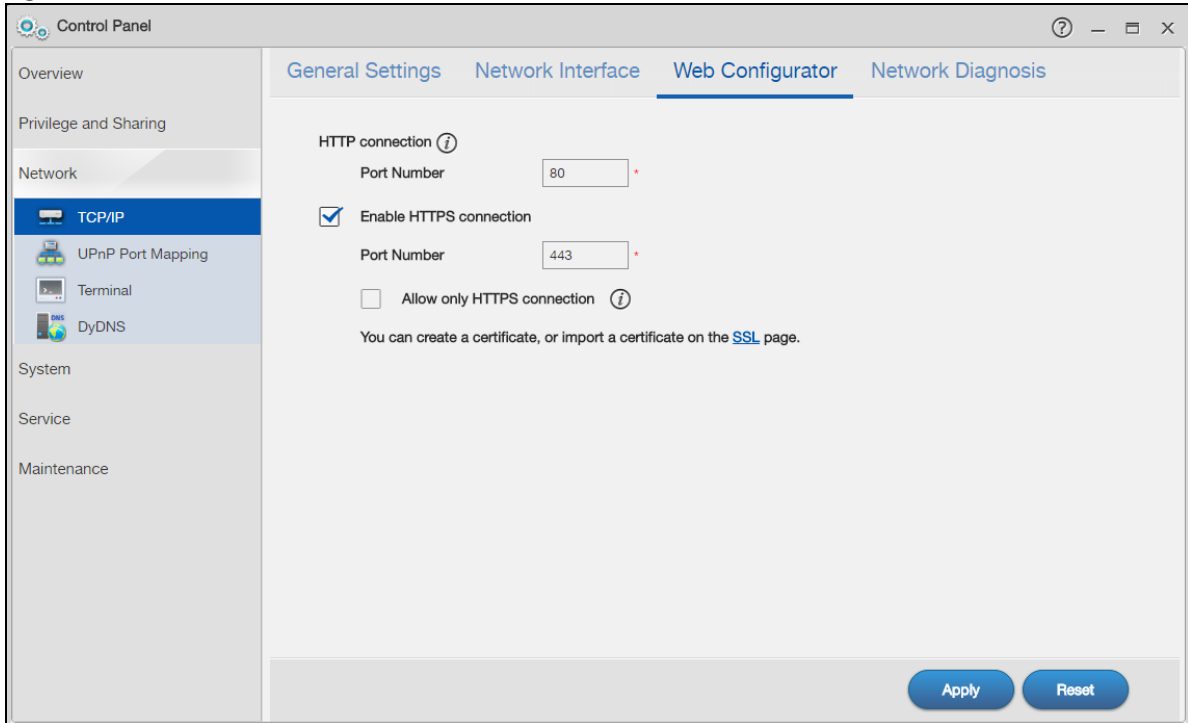 Control Panel
Overview
Privilege and Sharing
Network
TCP/IP
UPnP Port Mapping
Terminal
DNS
DyDNS
System
Service
Maintenance
General Settings Network Interface Web Configurator Network Diagnosis
HTTP connection i
Port Number 80 *
Enable HTTPS connection
Port Number 443 *
Allow only HTTPS connection i
You can create a certificate, or import a certificate on the SSL page.
Apply Reset